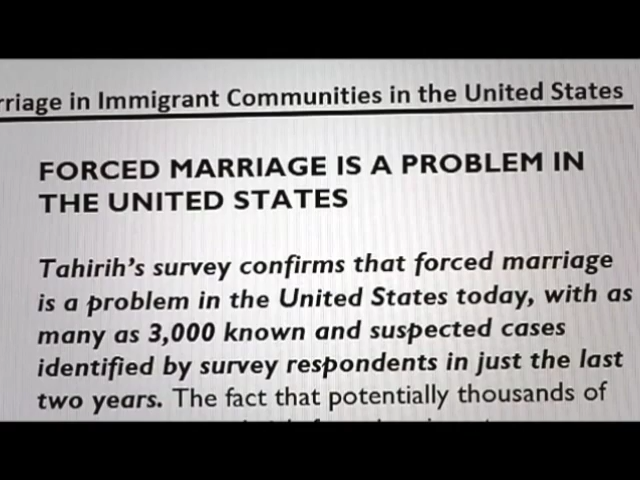 in Immigrant Communities in the United States
FORCED MARRIAGE IS A PROBLEM IN
THE UNITED STATES
Tahirih's survey confirms that forced marriage
is a problem in the United States today, with as
many as 3,000 known and suspected cases
identified by survey respondents in just the last
two years. The fact that potentially thousands of